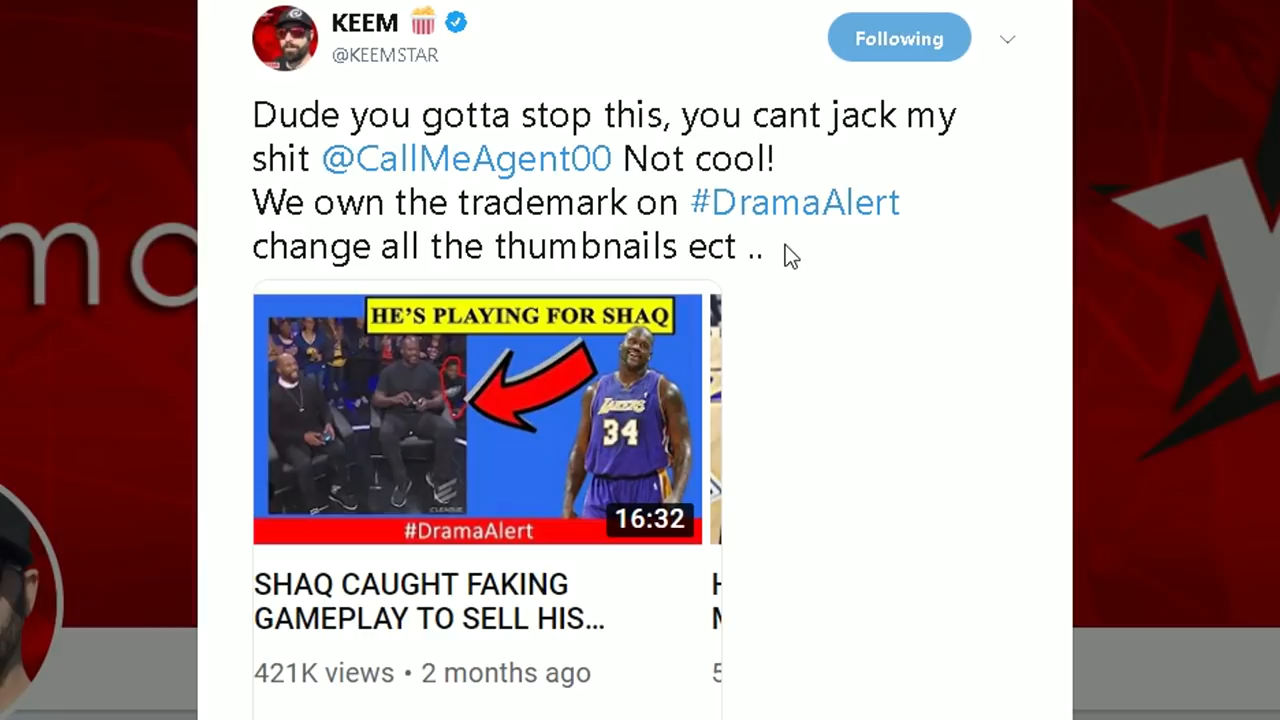 KEEM 🍿
@KEEMSTAR
Following
Dude you gotta stop this, you cant jack my
shit @CallMeAgent00 Not cool!
We own the trademark on #DramaAlert
change all the thumbnails ect ..
HE'S PLAYING FOR SHAQ
LAKERS
34
16:32
#DramaAlert
SHAQ CAUGHT FAKING
GAMEPLAY TO SELL HIS...
421K views • 2 months ago